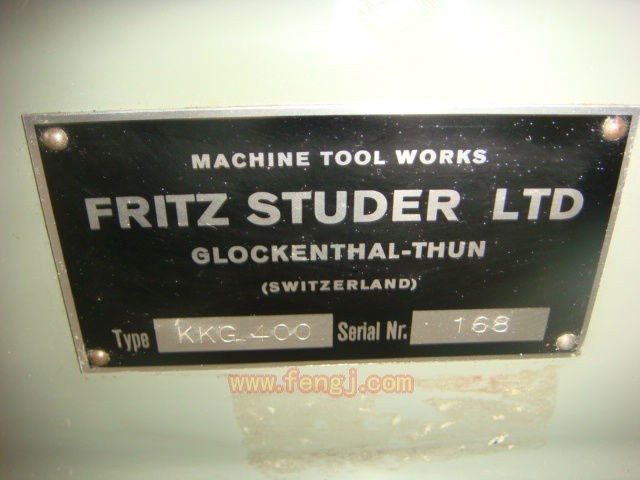 MACHINE TOOL WORKS
FRITZ STUDER LTD
GLOCKENTHAL-THUN
(SWITZERLAND)
Type KKG 400 Serial Nr. 168
www.fengj.com